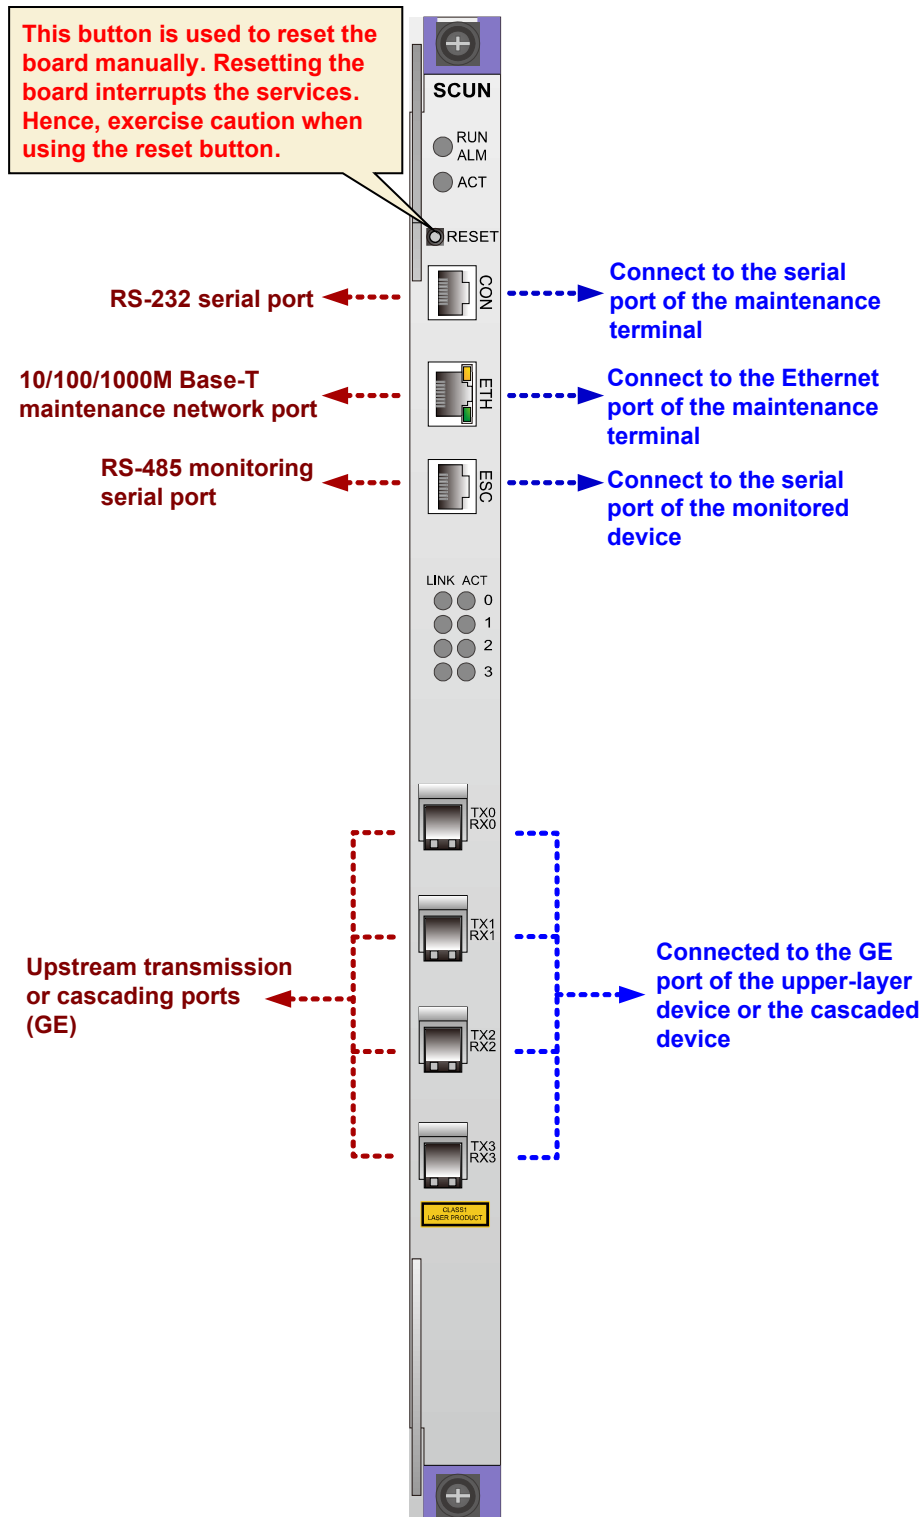 This button is used to reset the
board manually. Resetting the
board interrupts the services.
Hence, exercise caution when
using the reset button.
SCUN
RUN
ALM
ACT
RESET
RS-232 serial port
CON
Connect to the serial
port of the maintenance
terminal
10/100/1000M Base-T
maintenance network port
ETH
Connect to the Ethernet
port of the maintenance
terminal
RS-485 monitoring
serial port
ESC
Connect to the serial
port of the monitored
device
LINK ACT
0
1
2
3
TX0
RX0
TX1
RX1
Upstream transmission
or cascading ports
(GE)
Connected to the GE
port of the upper-layer
device or the cascaded
device
TX2
RX2
TX3
RX3
CLASS1
LASER PRODUCT